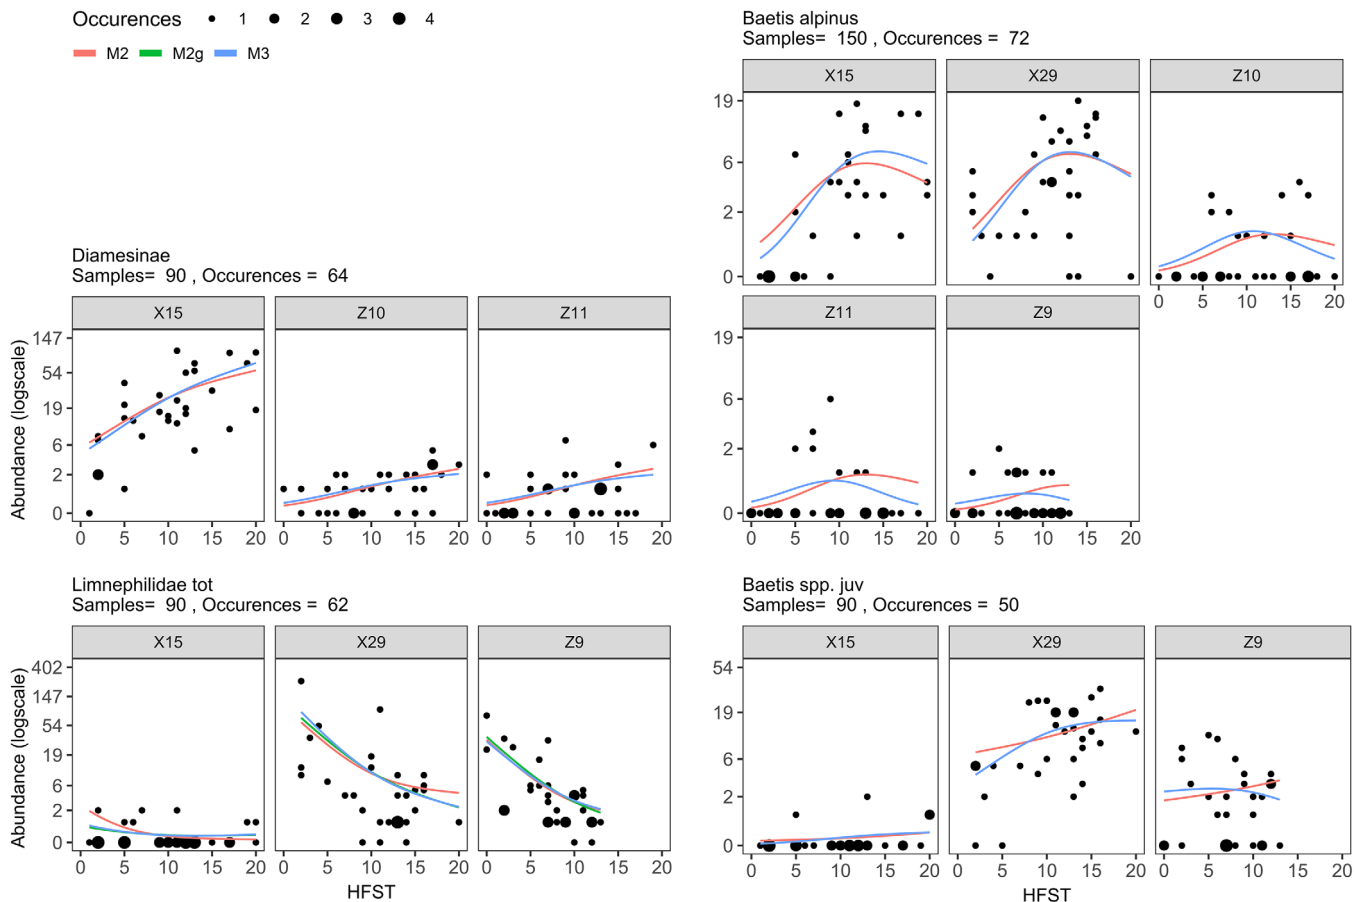 Occurences 1 2 3 4
M2 M2g M3
Diamesinae
Samples= 90 , Occurences = 64
X15 Z10 Z11
147
54
19
6
2
0
0 5 10 15 20 0 5 10 15 20 0 5 10 15 20
Abundance (logscale)
Limnephilidae tot
Samples= 90 , Occurences = 62
X15 X29 Z9
402
147
54
19
6
2
0
0 5 10 15 20 0 5 10 15 20 0 5 10 15 20
Abundance (logscale)
HFST
Baetis alpinus
Samples= 150 , Occurences = 72
X15 X29 Z10
19
6
2
0
0 5 10 15 20
Z11 Z9
19
6
2
0
0 5 10 15 20 0 5 10 15 20
Baetis spp. juv
Samples= 90 , Occurences = 50
X15 X29 Z9
54
19
6
2
0
0 5 10 15 20 0 5 10 15 20 0 5 10 15 20
HFST